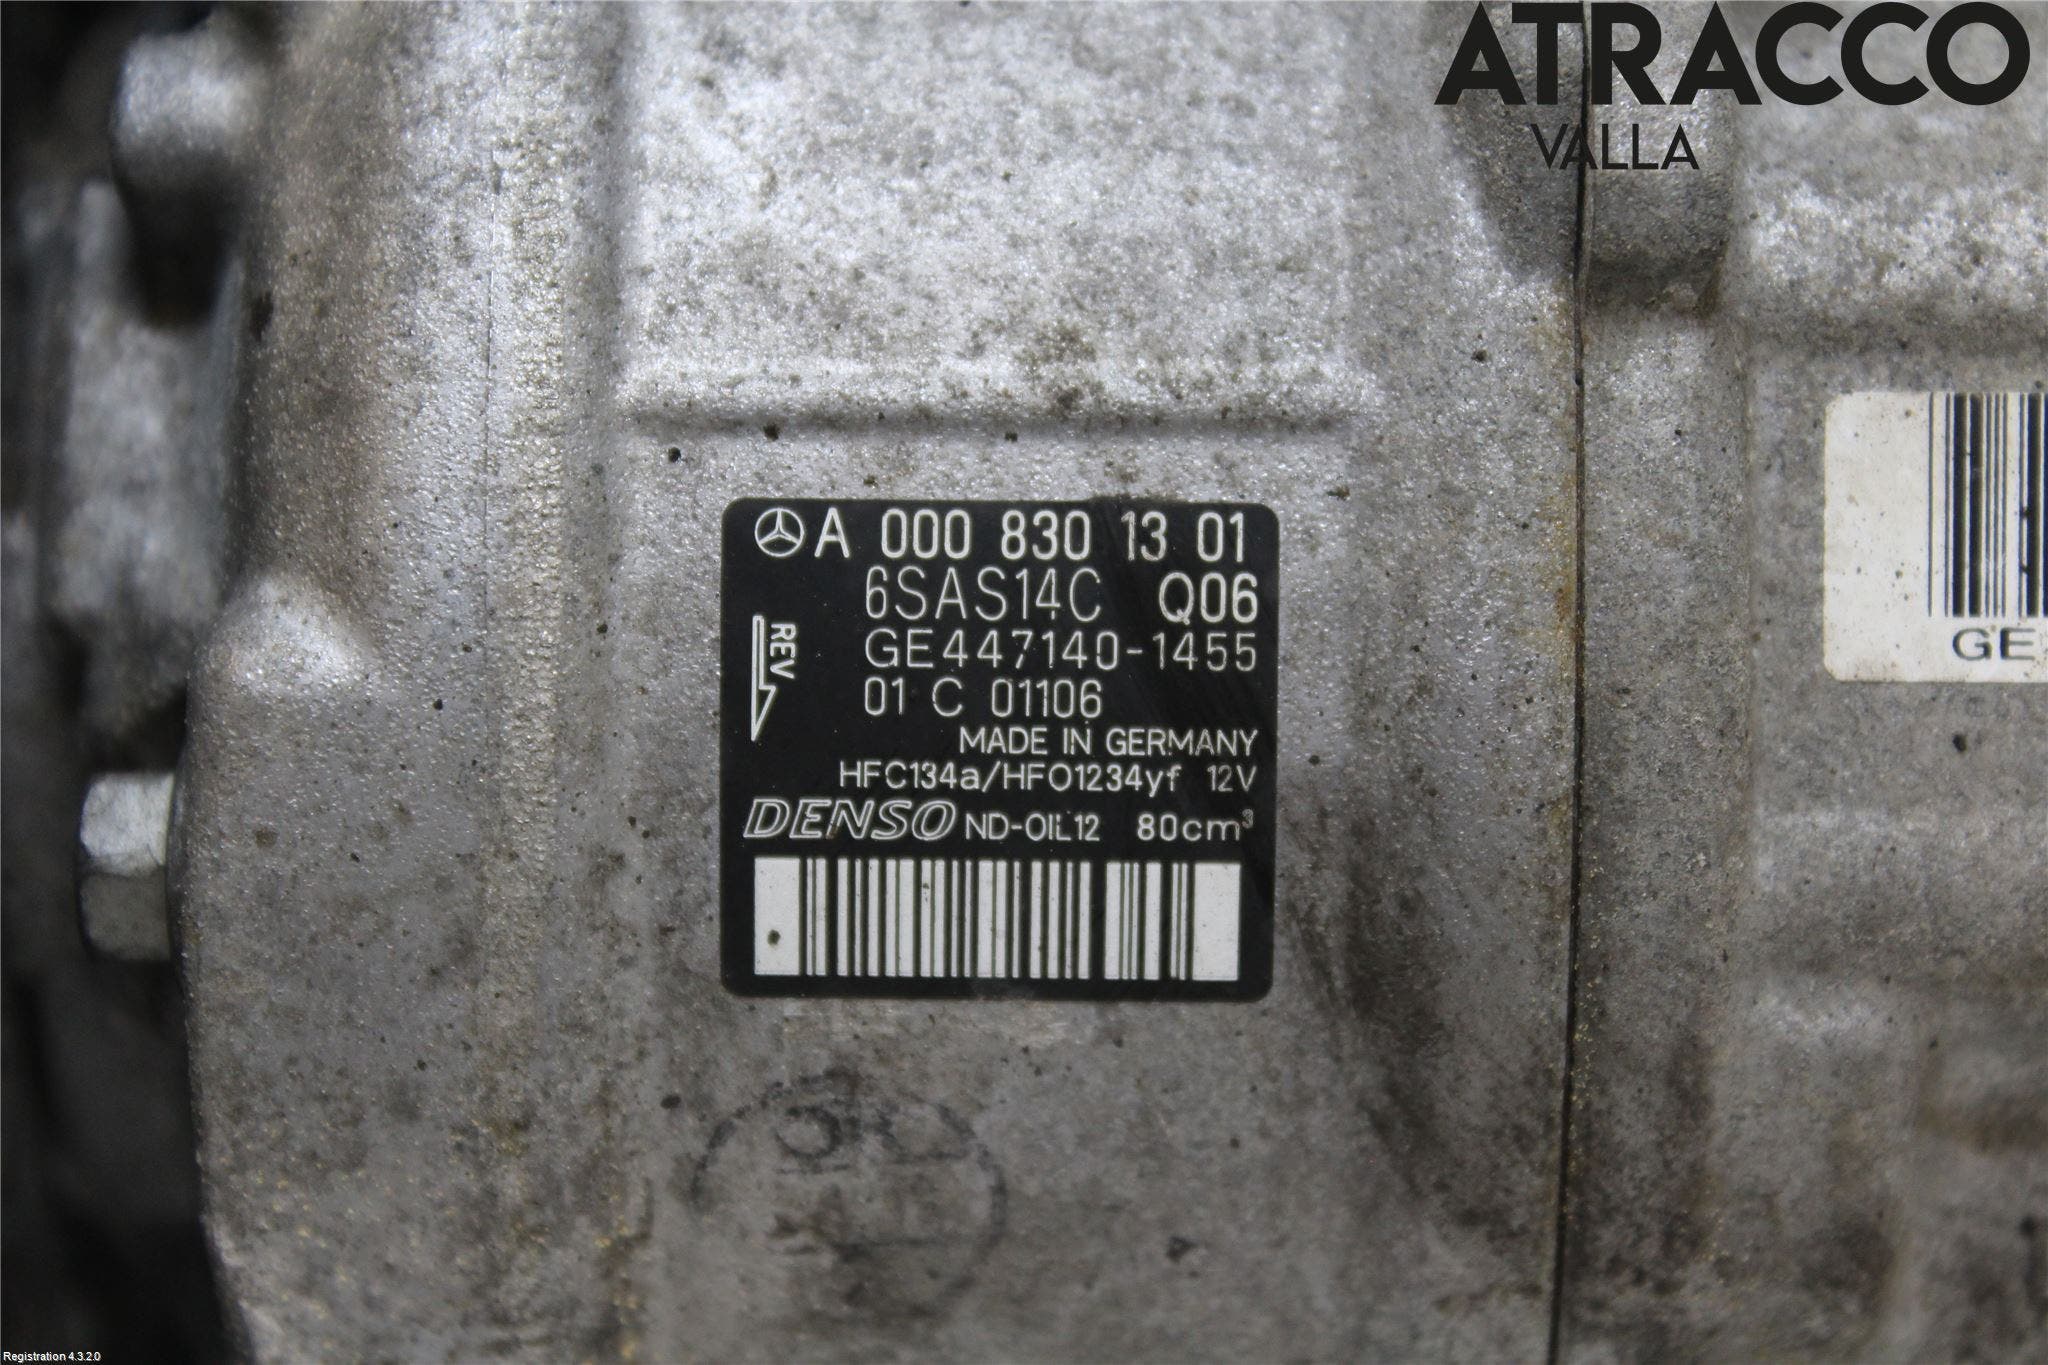 ATRACCO
VALLA
A 000 830 13 01
6SAS14C Q06
REV
GE447140-1455
01 C 01106
MADE IN GERMANY
HFC134a/HFO1234yf 12V
DENSO ND-OIL12 80cm³
GE
Registration 4.3.2.0